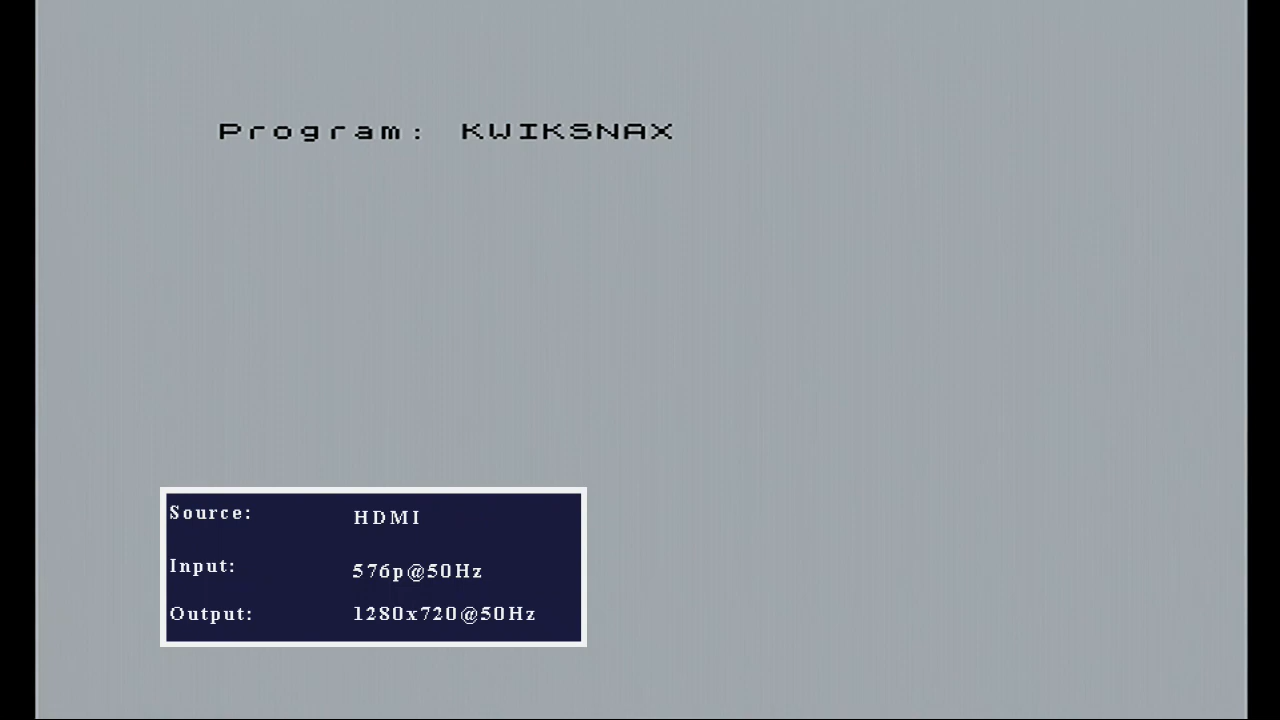 Program: KWIKSNAX
Source: HDMI
Input: 576p@50Hz
Output: 1280x720@50Hz